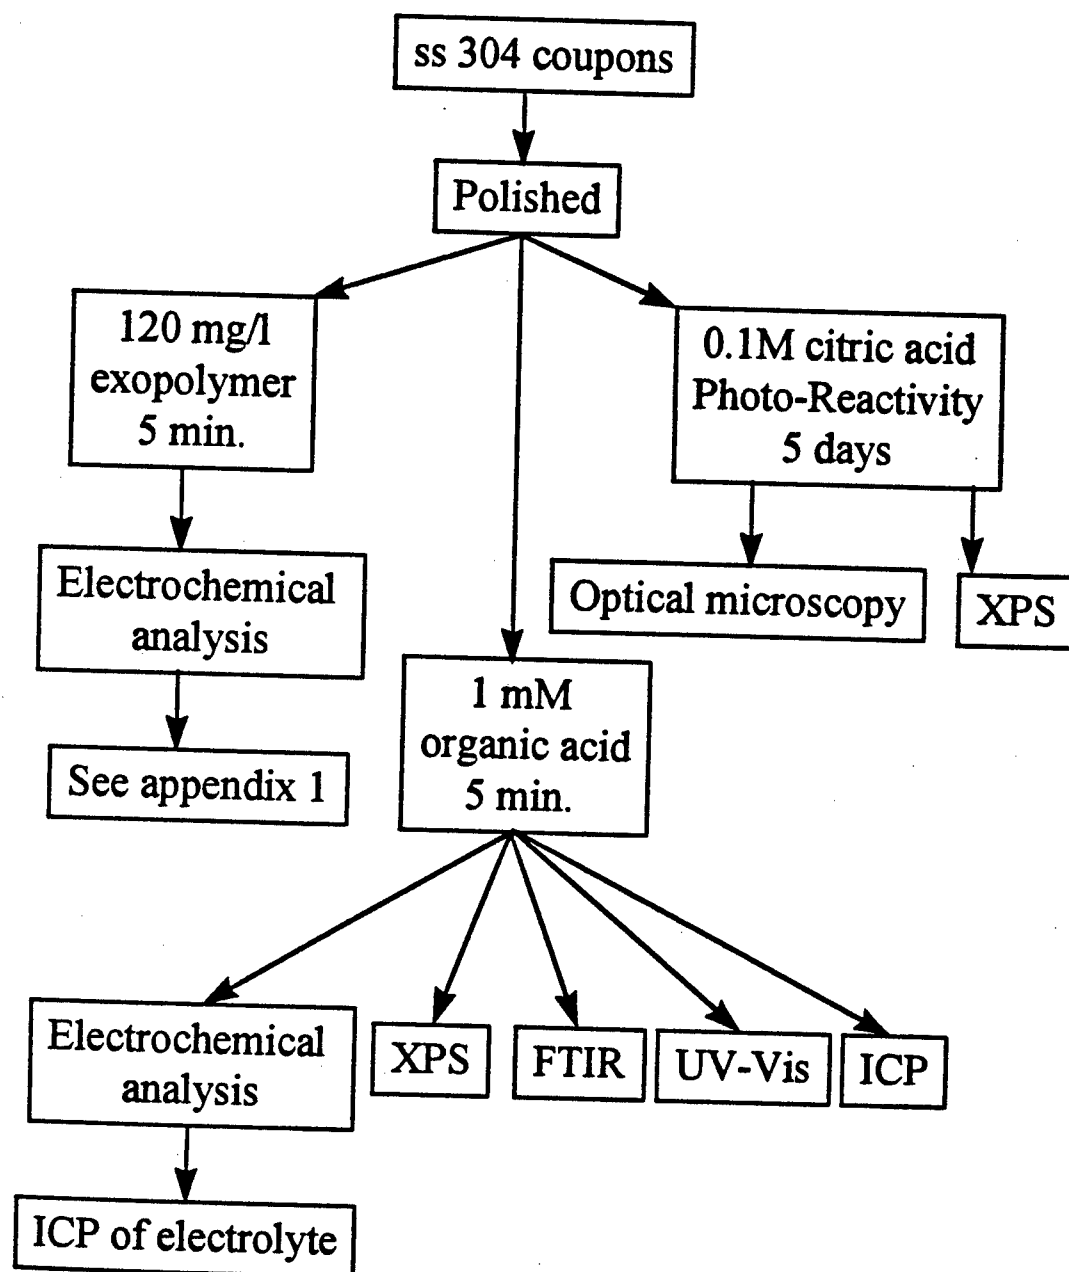 ss 304 coupons
Polished
120 mg/l
exopolymer
5 min.
0.1M citric acid
Photo-Reactivity
5 days
Electrochemical
analysis
Optical microscopy
XPS
See appendix 1
1 mM
organic acid
5 min.
Electrochemical
analysis
XPS
FTIR
UV-Vis
ICP
ICP of electrolyte